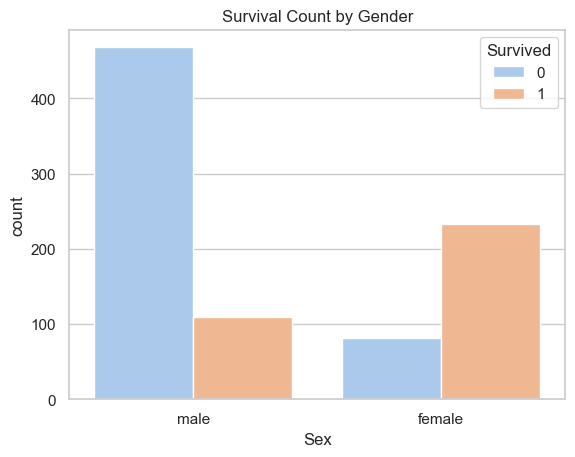 Survival Count by Gender
Survived
0
1
400
300
200
100
0
count
male
female
Sex